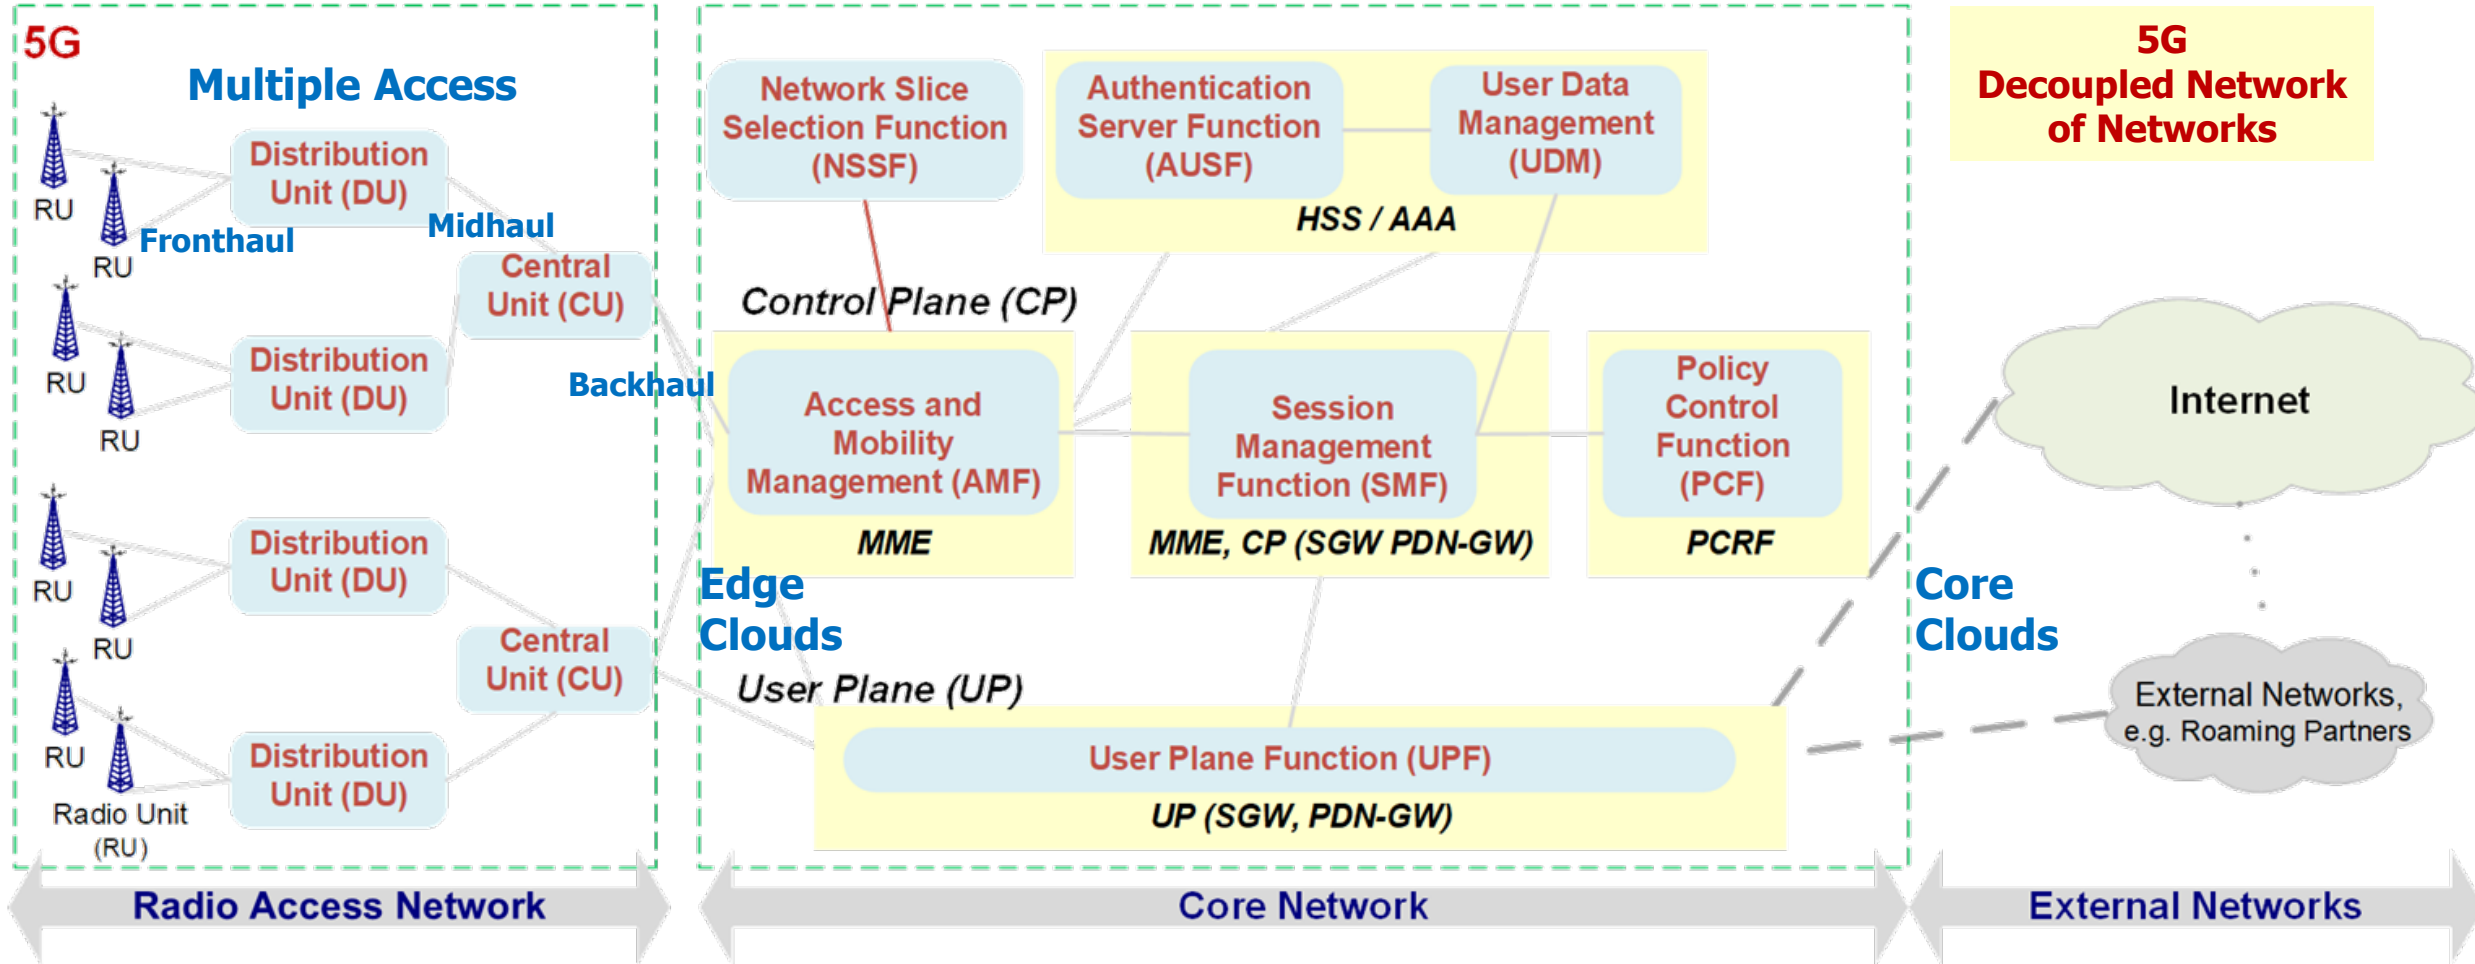 5G
Multiple Access
RU
RU
Fronthaul
Distribution
Unit (DU)
Midhaul
RU
RU
Distribution
Unit (DU)
Central
Unit (CU)
Backhaul
RU
RU
Distribution
Unit (DU)
RU
Radio Unit
(RU)
Distribution
Unit (DU)
Central
Unit (CU)
Radio Access Network
Network Slice
Selection Function
(NSSF)
Authentication
Server Function
(AUSF)
User Data
Management
(UDM)
HSS / AAA
Control Plane (CP)
Access and
Mobility
Management (AMF)
MME
Session
Management
Function (SMF)
MME, CP (SGW PDN-GW)
Policy
Control
Function
(PCF)
PCRF
Edge
Clouds
User Plane (UP)
User Plane Function (UPF)
UP (SGW, PDN-GW)
Core Network
5G
Decoupled Network
of Networks
Internet
Core
Clouds
External Networks,
e.g. Roaming Partners
External Networks